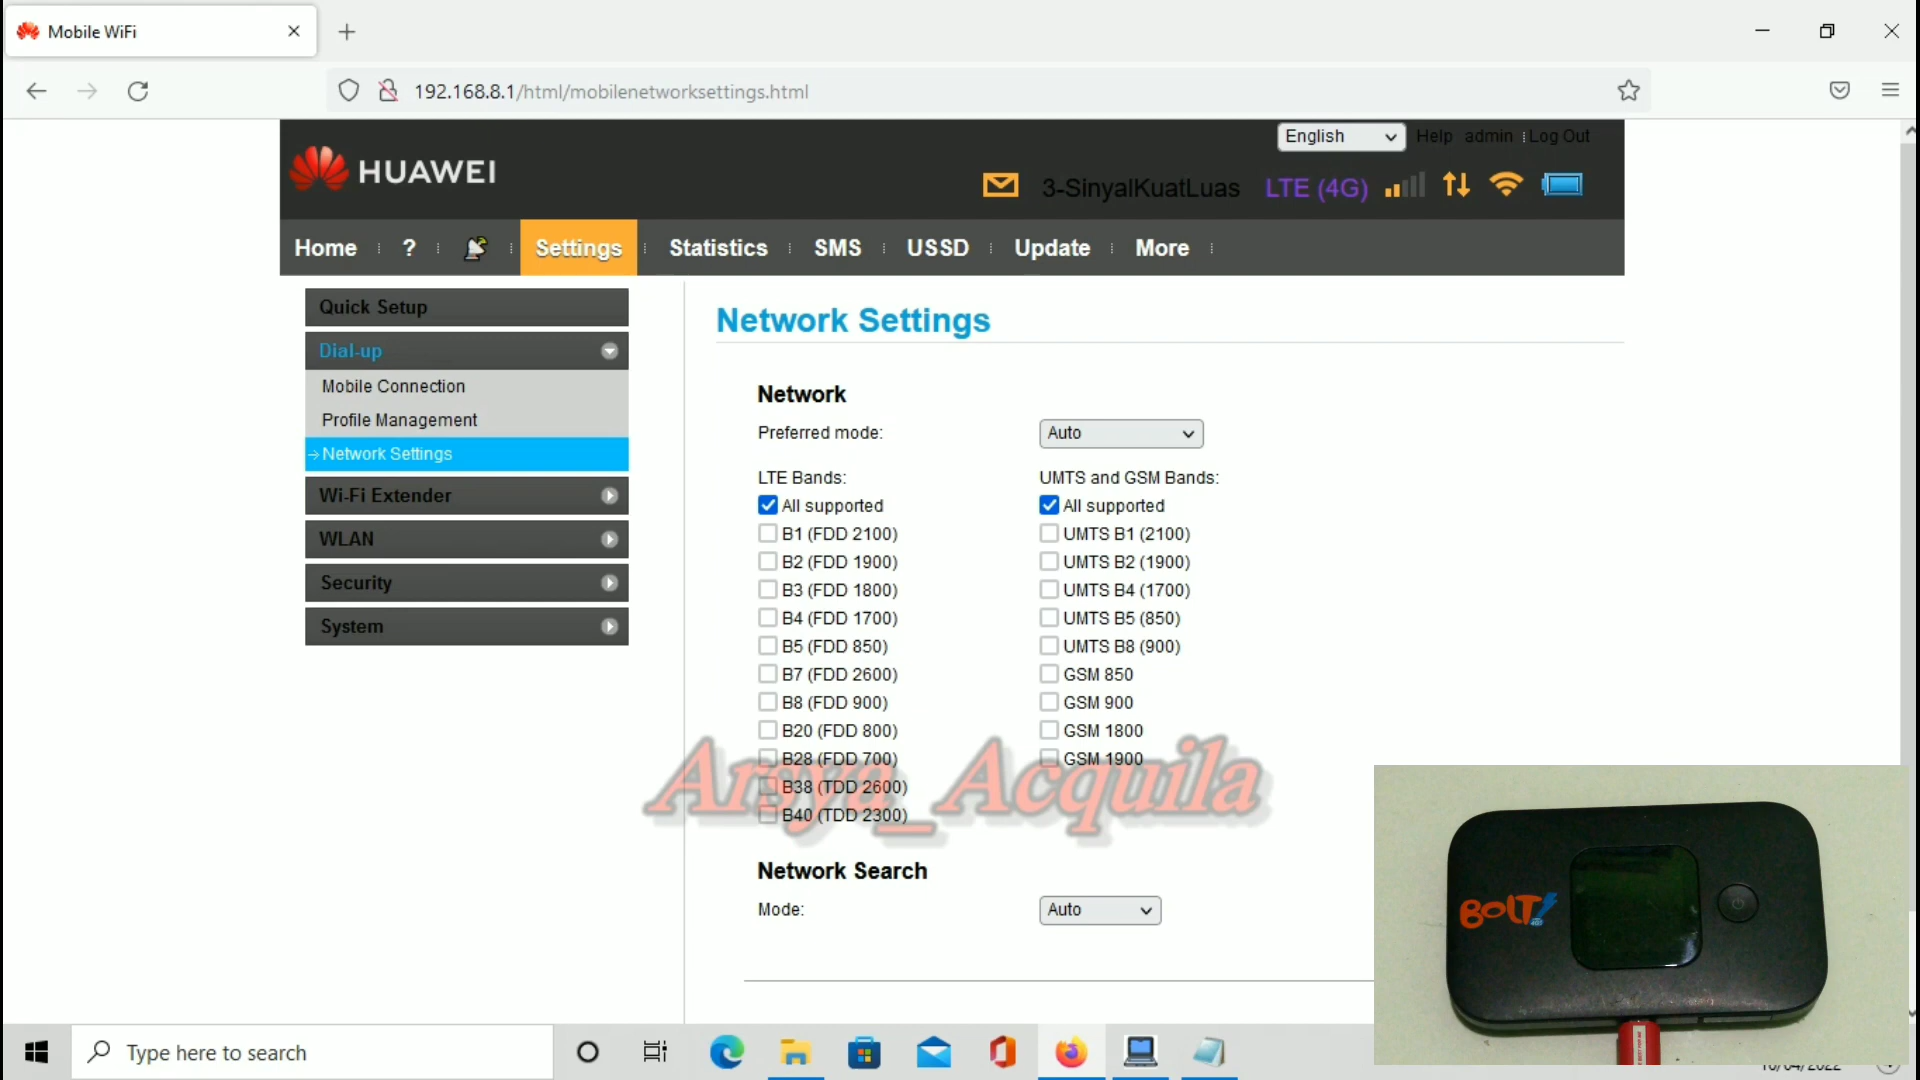 Mobile WiFi
192.168.8.1/html/mobilenetworksettings.html
English Help admin Log Out
HUAWEI
3-SinyalKuatLuas LTE (4G)
Home ? Settings Statistics SMS USSD Update More
Quick Setup
Dial-up
Mobile Connection
Profile Management
→Network Settings
Wi-Fi Extender
WLAN
Security
System
Network Settings
Network
Preferred mode: Auto
LTE Bands: UMTS and GSM Bands:
All supported All supported
B1 (FDD 2100) UMTS B1 (2100)
B2 (FDD 1900) UMTS B2 (1900)
B3 (FDD 1800) UMTS B4 (1700)
B4 (FDD 1700) UMTS B5 (850)
B5 (FDD 850) UMTS B8 (900)
B7 (FDD 2600) GSM 850
B8 (FDD 900) GSM 900
B20 (FDD 800) GSM 1800
B28 (FDD 700) GSM 1900
B38 (TDD 2600)
B40 (TDD 2300)
Arsya_Acquila
Network Search
Mode: Auto
BOLT!
Type here to search